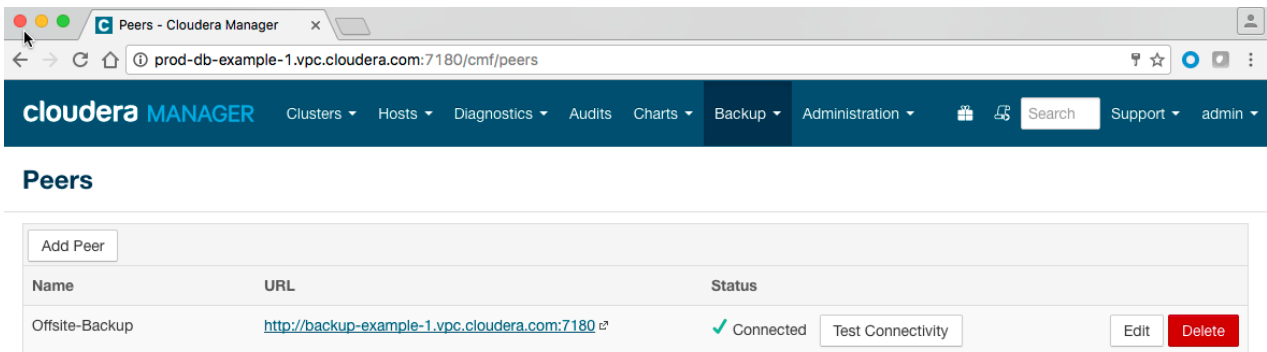 Peers - Cloudera Manager
prod-db-example-1.vpc.cloudera.com:7180/cmf/peers
cloudera MANAGER Clusters Hosts Diagnostics Audits Charts Backup Administration Search Support admin
Peers
Add Peer
Name URL Status
Offsite-Backup http://backup-example-1.vpc.cloudera.com:7180 Connected Test Connectivity Edit Delete